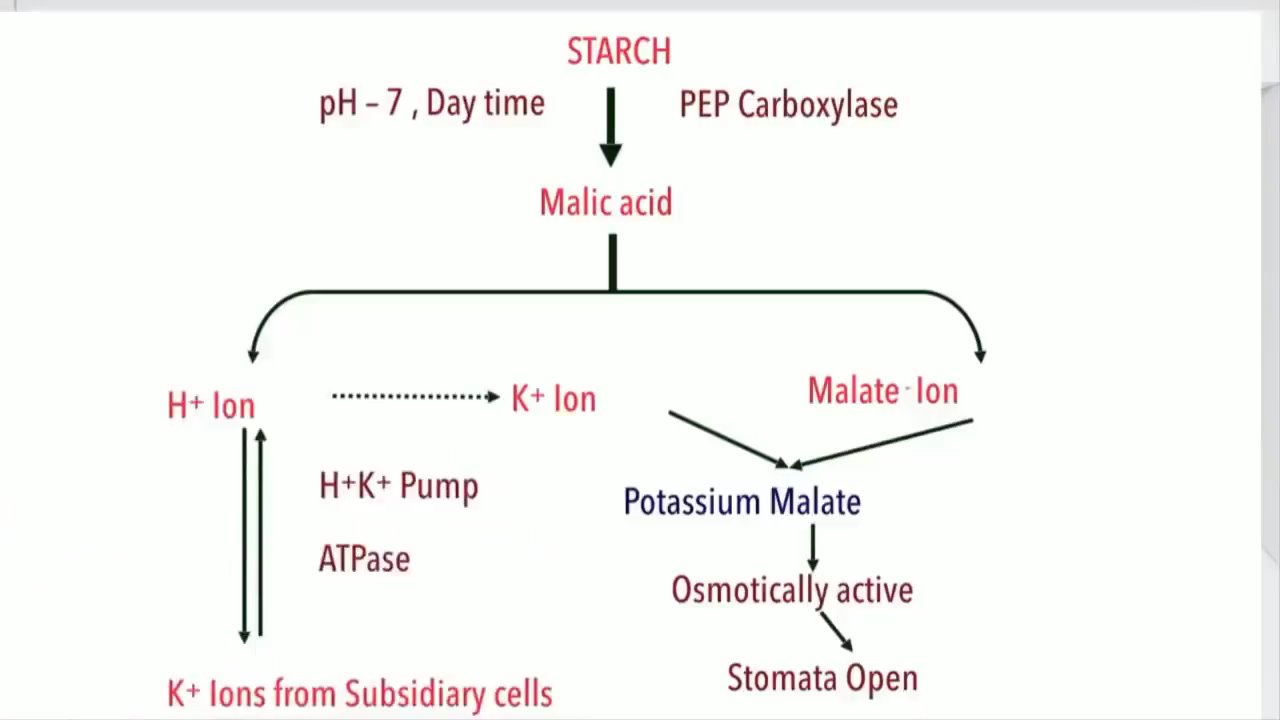 STARCH
pH – 7 , Day time
PEP Carboxylase
Malic acid
H⁺ Ion
K⁺ Ion
Malate⁻ Ion
H⁺K⁺ Pump
ATPase
Potassium Malate
Osmotically active
Stomata Open
K⁺ Ions from Subsidiary cells